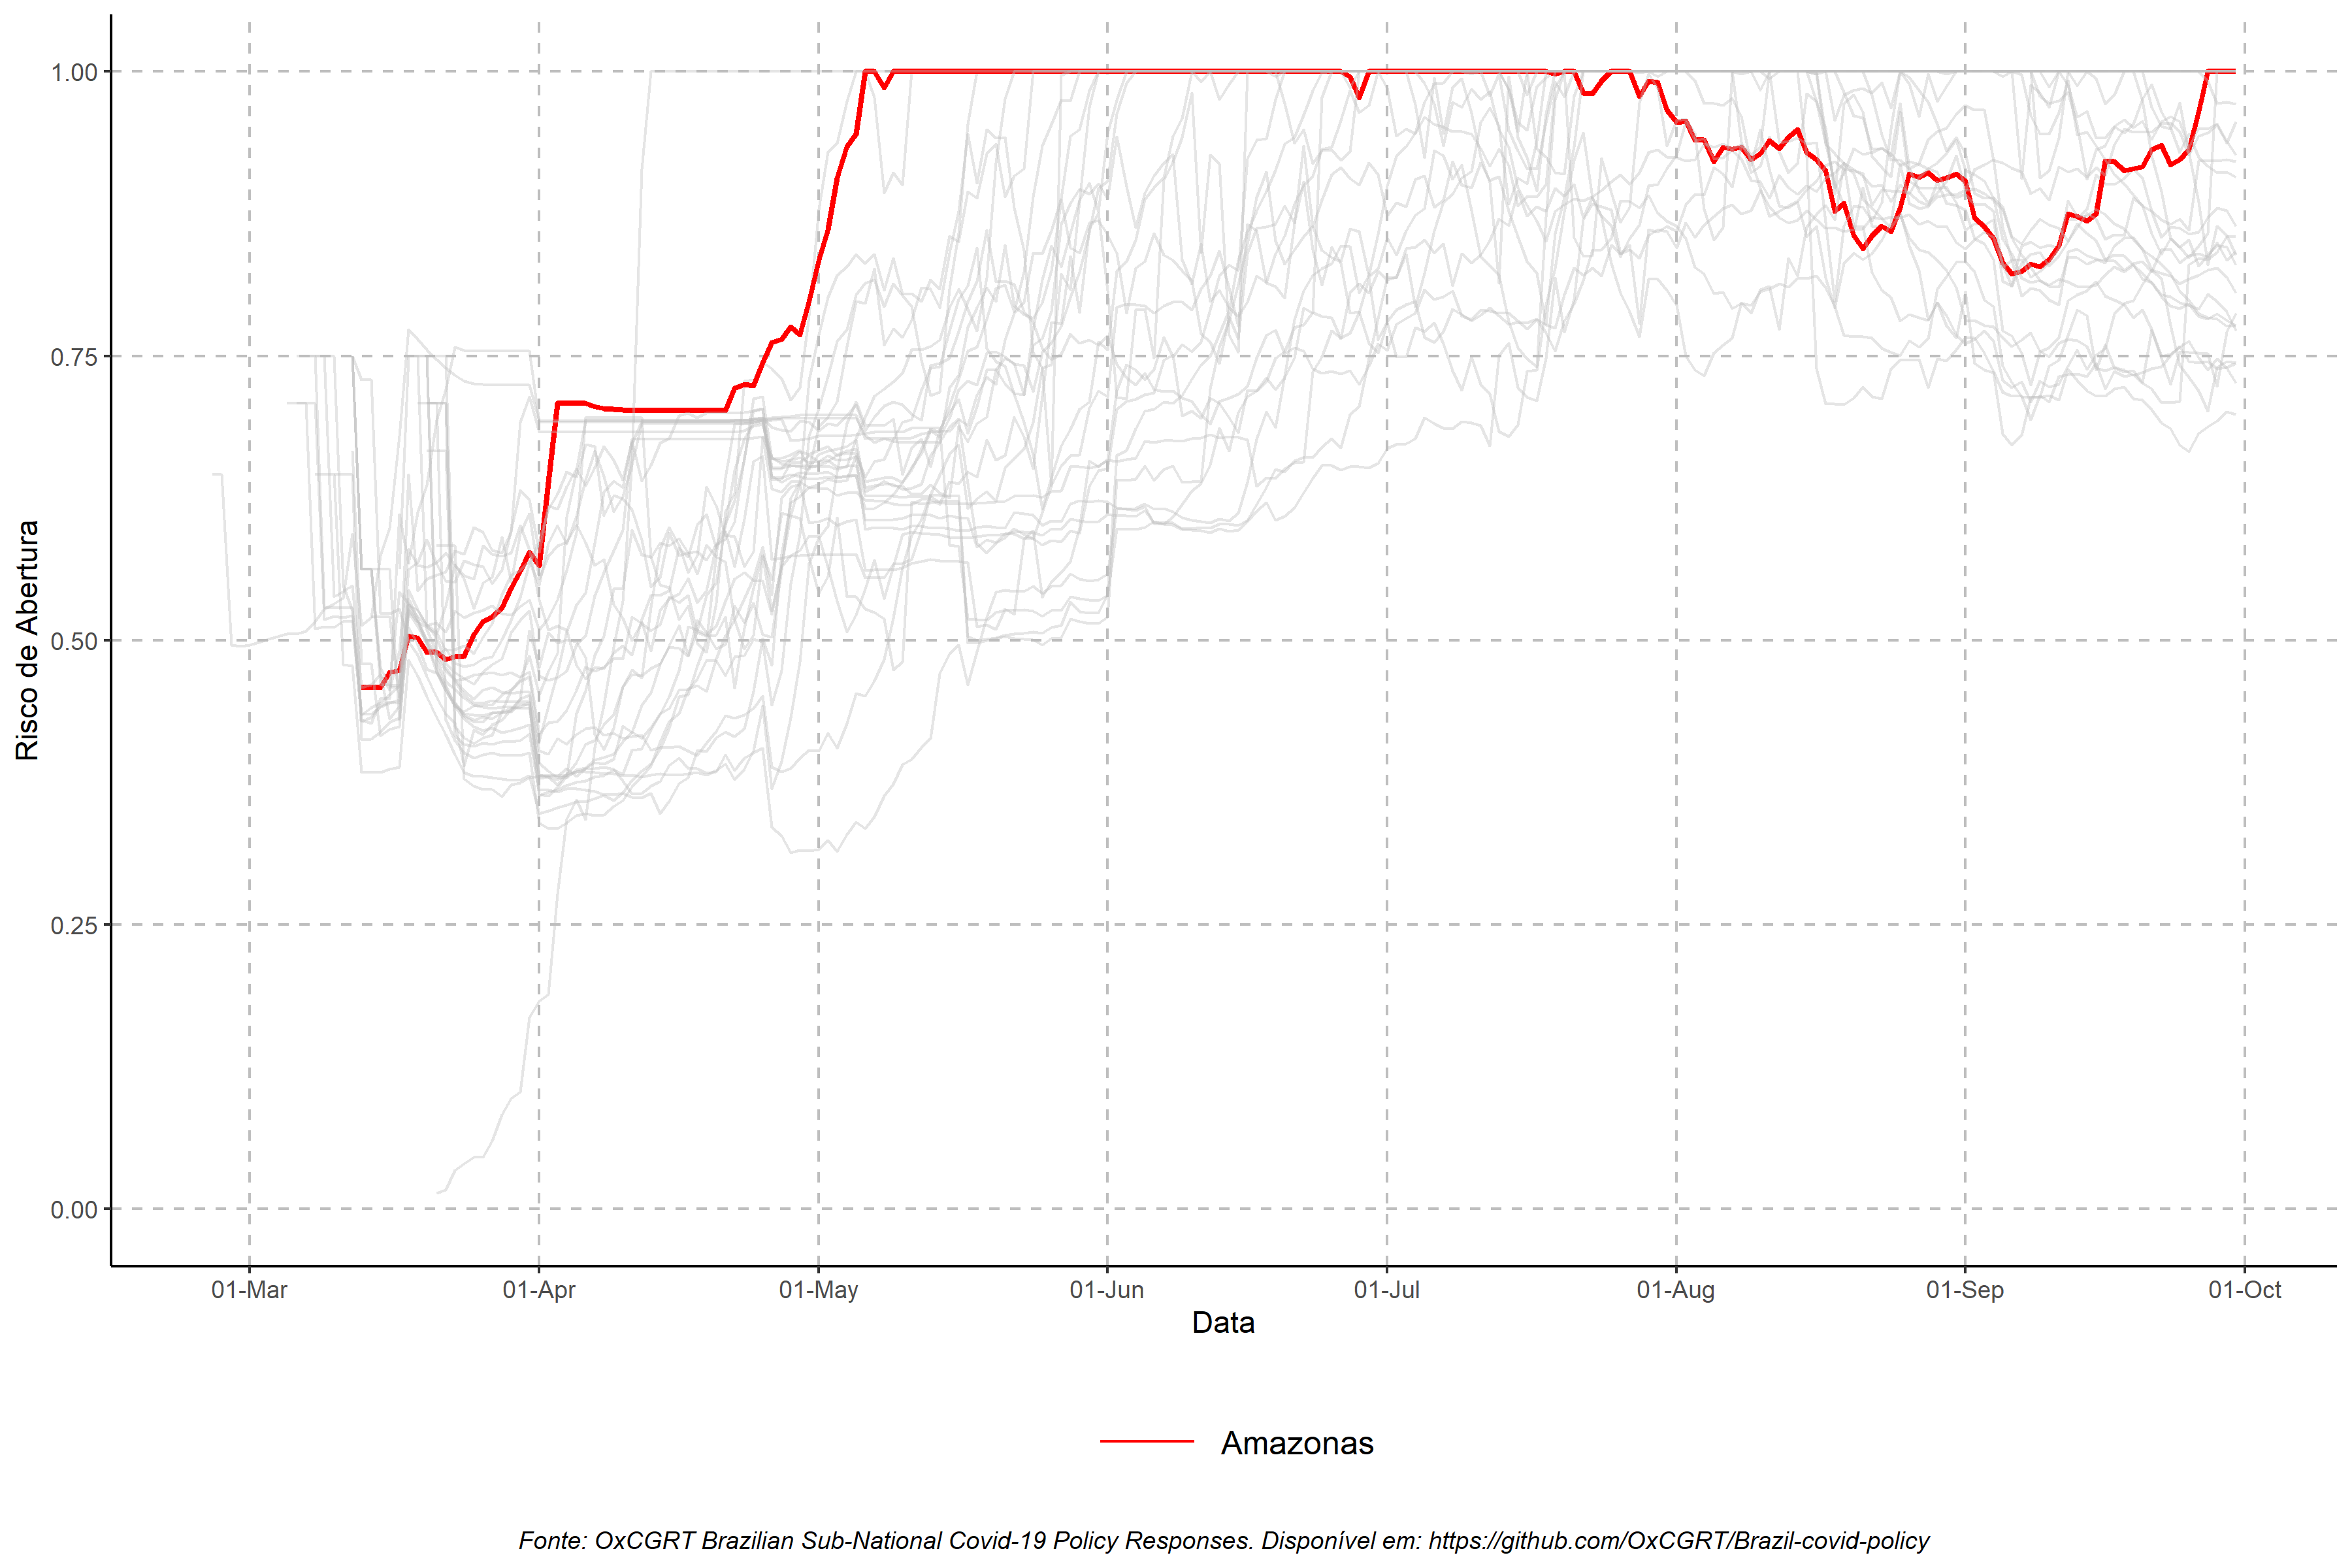 Risco de Abertura
1.00
0.75
0.50
0.25
0.00
01-Mar 01-Apr 01-May 01-Jun 01-Jul 01-Aug 01-Sep 01-Oct
Data
Amazonas
Fonte: OxCGRT Brazilian Sub-National Covid-19 Policy Responses. Disponível em: https://github.com/OxCGRT/Brazil-covid-policy